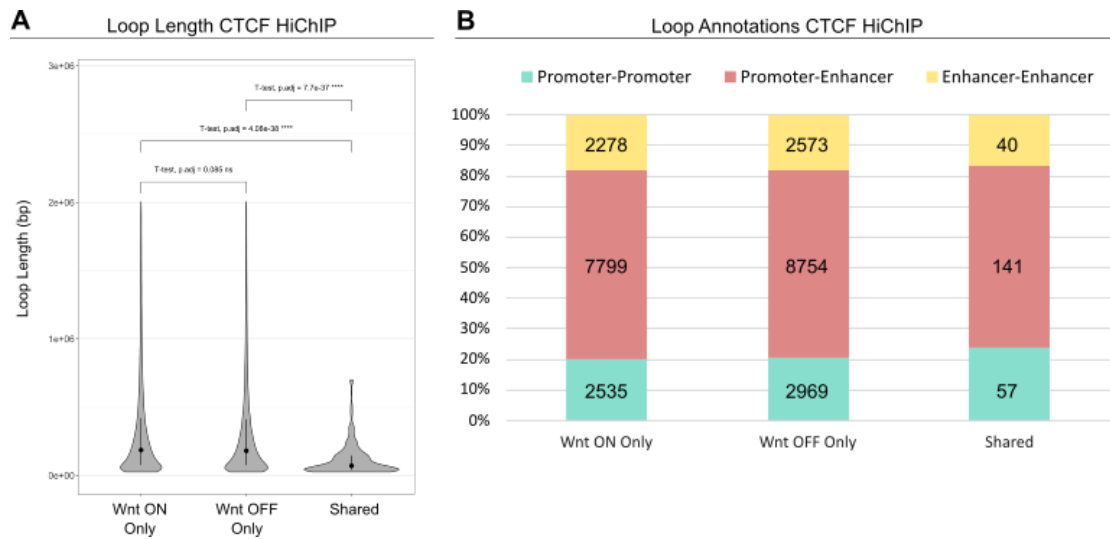 A
Loop Length CTCF HiChIP
3e+06
2e+06
1e+06
0e+00
Loop Length (bp)
T-test, p.adj = 7.7e-37 ****
T-test, p.adj = 4.06e-38 ****
T-test, p.adj = 0.085 ns
Wnt ON
Only
Wnt OFF
Only
Shared
B
Loop Annotations CTCF HiChIP
Promoter-Promoter
Promoter-Enhancer
Enhancer-Enhancer
100%
90%
80%
70%
60%
50%
40%
30%
20%
10%
0%
2278
2573
40
7799
8754
141
2535
2969
57
Wnt ON Only
Wnt OFF Only
Shared